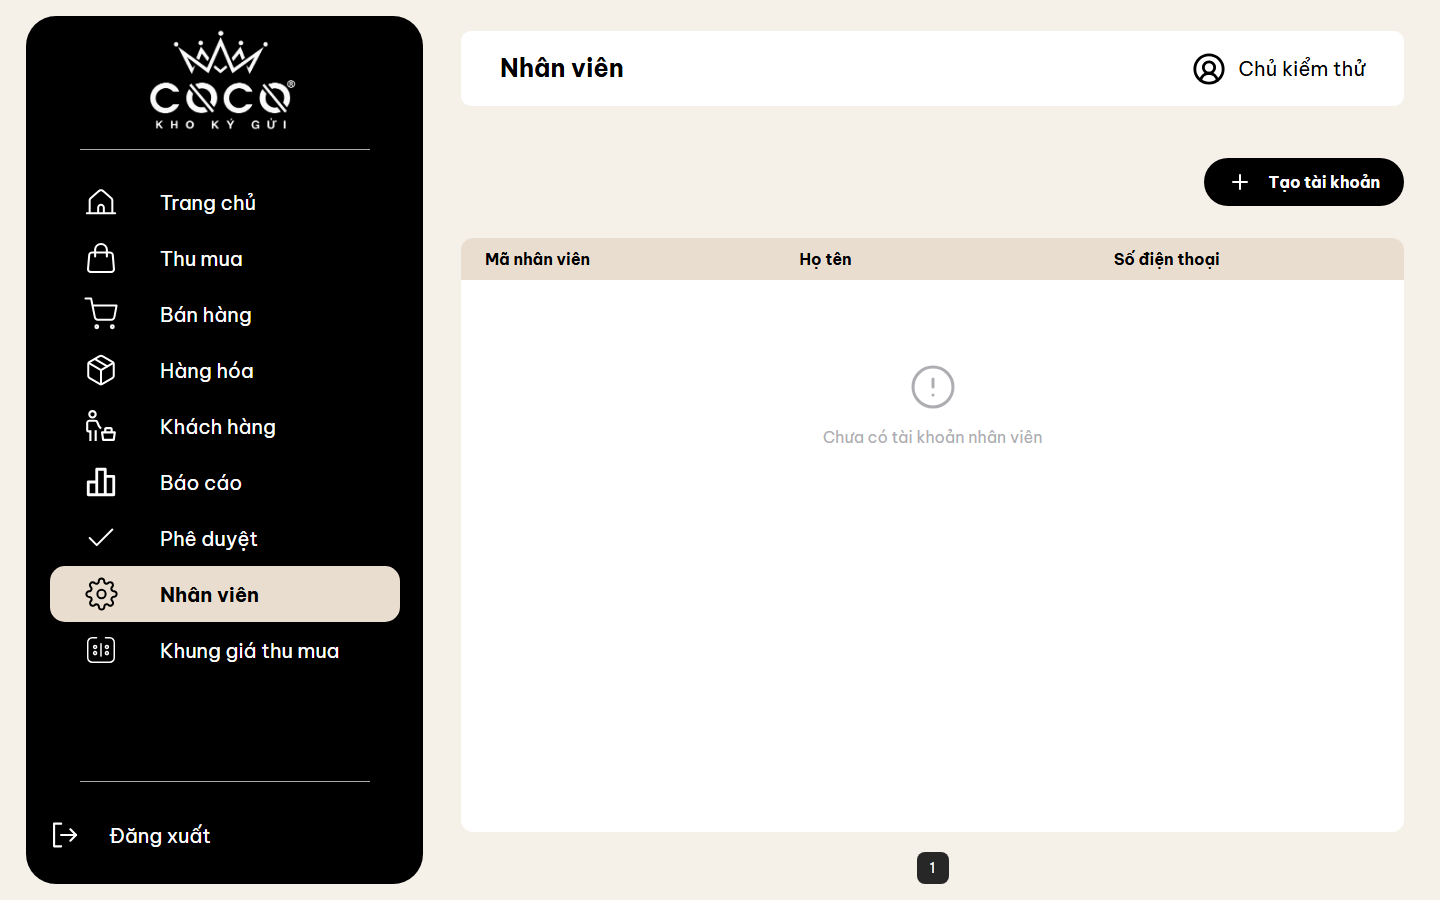 COCO®
KHO KÝ GỬI
Trang chủ
Thu mua
Bán hàng
Hàng hóa
Khách hàng
Báo cáo
Phê duyệt
Nhân viên
Khung giá thu mua
Đăng xuất
Nhân viên
Chủ kiểm thử
Tạo tài khoản
Mã nhân viên Họ tên Số điện thoại
Chưa có tài khoản nhân viên
1